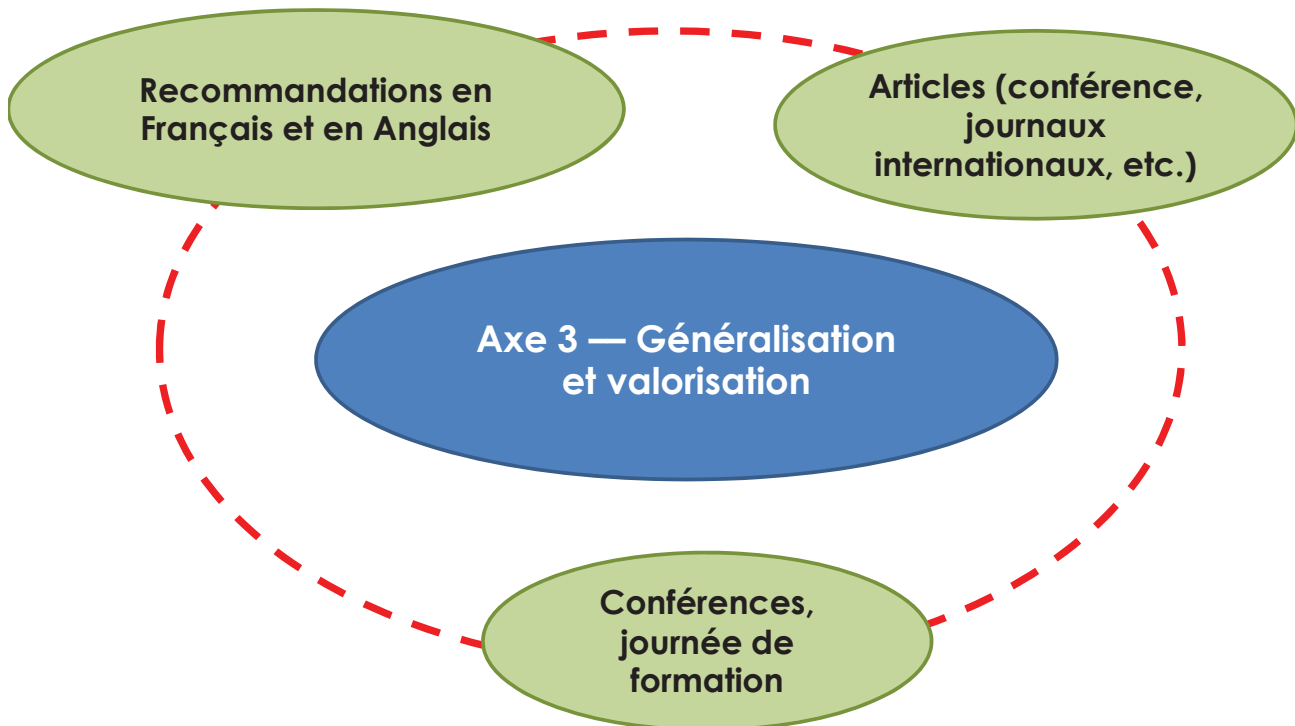 Recommandations en
Français et en Anglais
Articles (conférence,
journaux
internationaux, etc.)
Axe 3 — Généralisation
et valorisation
Conférences,
journée de
formation